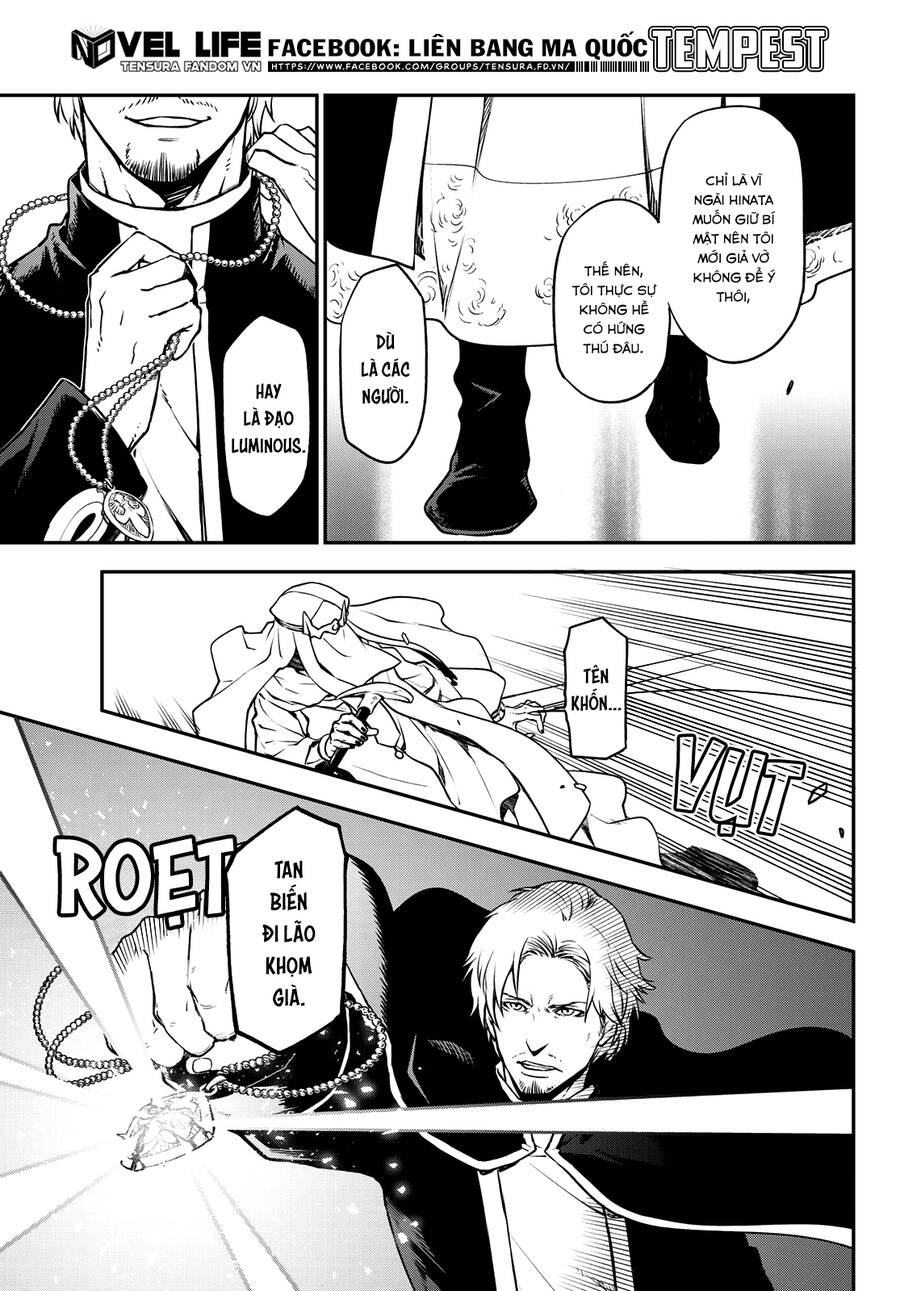 NOVEL LIFE
TENSURA FANDOM VN
FACEBOOK: LIÊN BANG MA QUỐC
HTTPS://WWW.FACEBOOK.COM/GROUPS/TENSURA.FD.VN/
TEMPEST
CHỈ LÀ VÌ
NGÀI HINATA
MUỐN GIỮ BÍ
MẬT NÊN TÔI
MỚI GIẢ VỜ
KHÔNG ĐỂ Ý
THÔI,
THẾ NÊN,
TÔI THỰC SỰ
KHÔNG HỀ
CÓ HỨNG
THÚ ĐÂU.
DÙ
LÀ CÁC
NGƯỜI.
HAY
LÀ ĐẠO
LUMINOUS.
TÊN
KHỐN...
VỤT
ROẸT
TAN
BIẾN
ĐI LÃO
KHỌM
GIÀ.